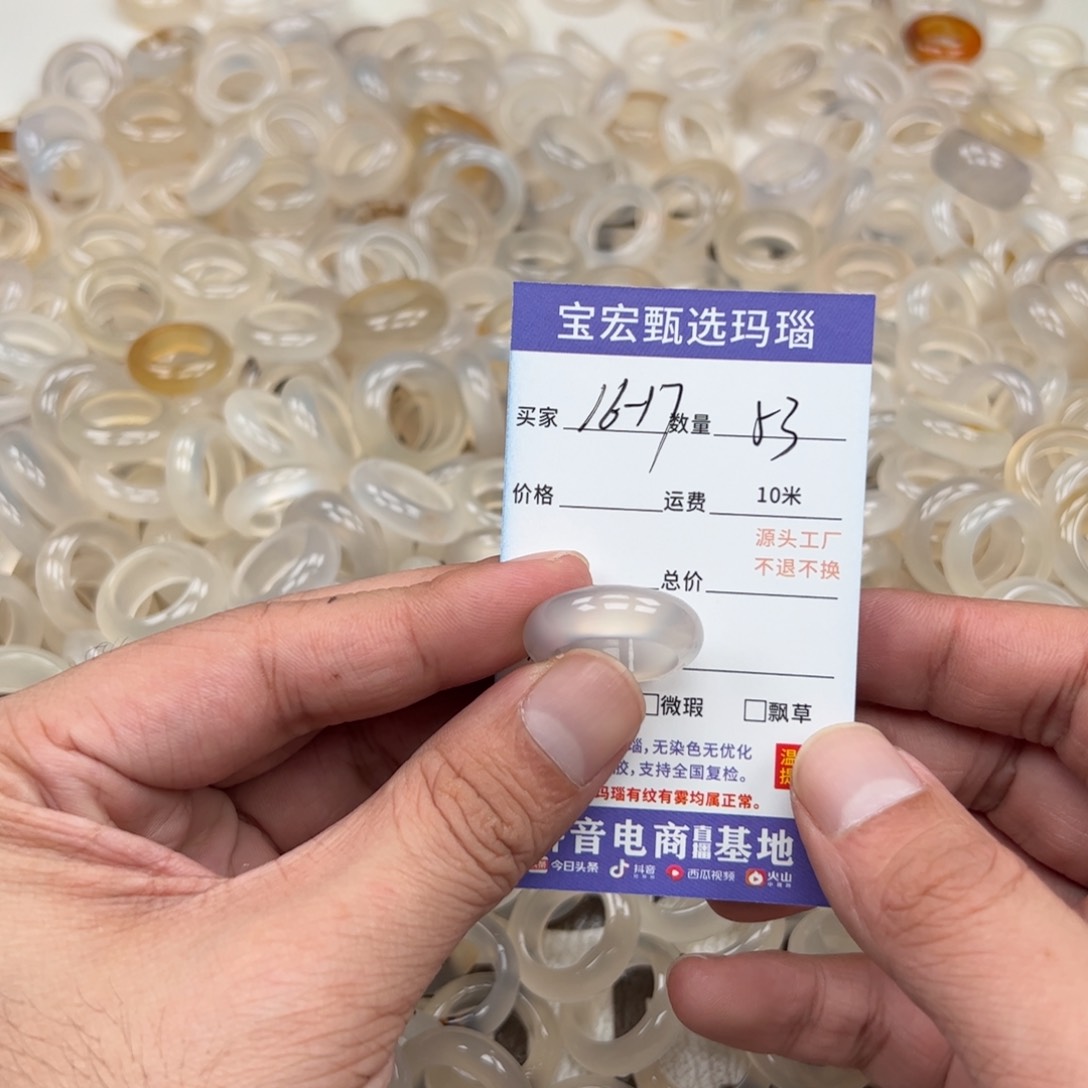 宝宏甄选玛瑙
买家 16-17 数量 83
价格 运费 10米
源头工厂
总价 不退不换
微瑕 飘草
瑙,无染色无优化
胶,支持全国复检。
玛瑙有纹有雾均属正常。
音电商直播基地
今日头条 抖音 西瓜视频 火山